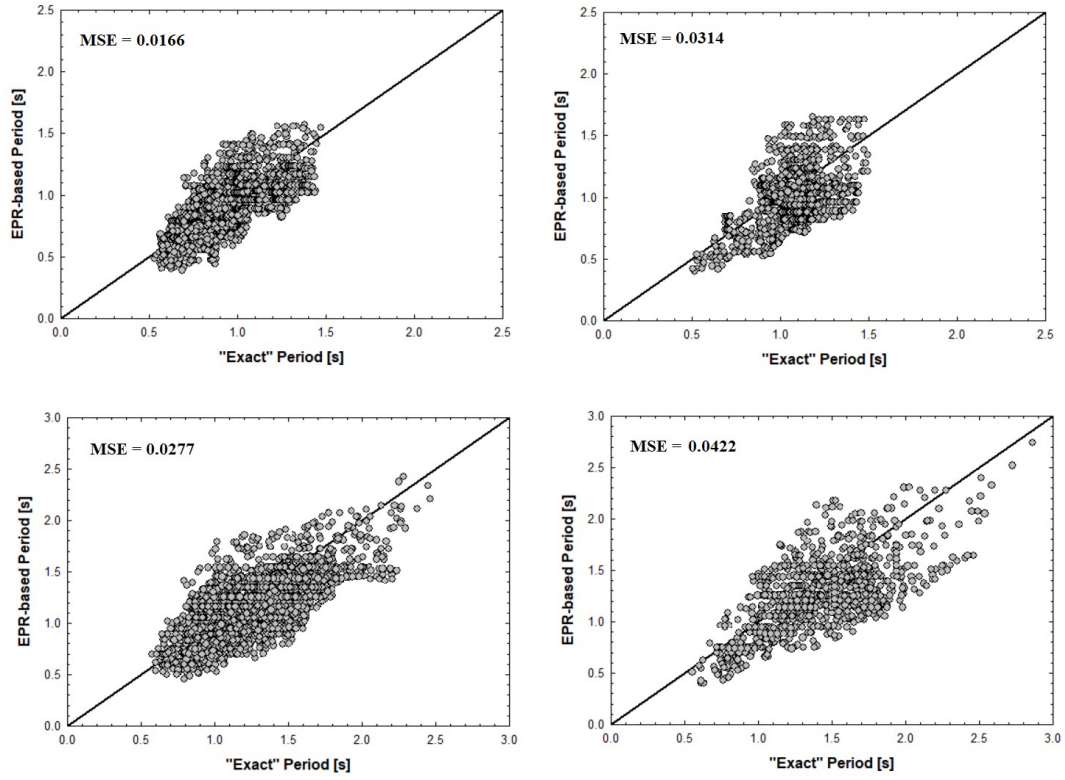 MSE = 0.0166
EPR-based Period [s]
2.5
2.0
1.5
1.0
0.5
0.0
0.0 0.5 1.0 1.5 2.0 2.5
"Exact" Period [s]
MSE = 0.0314
EPR-based Period [s]
2.5
2.0
1.5
1.0
0.5
0.0
0.0 0.5 1.0 1.5 2.0 2.5
"Exact" Period [s]
MSE = 0.0277
EPR-based Period [s]
3.0
2.5
2.0
1.5
1.0
0.5
0.0
0.0 0.5 1.0 1.5 2.0 2.5 3.0
"Exact" Period [s]
MSE = 0.0422
EPR-based Period [s]
3.0
2.5
2.0
1.5
1.0
0.5
0.0
0.0 0.5 1.0 1.5 2.0 2.5 3.0
"Exact" Period [s]